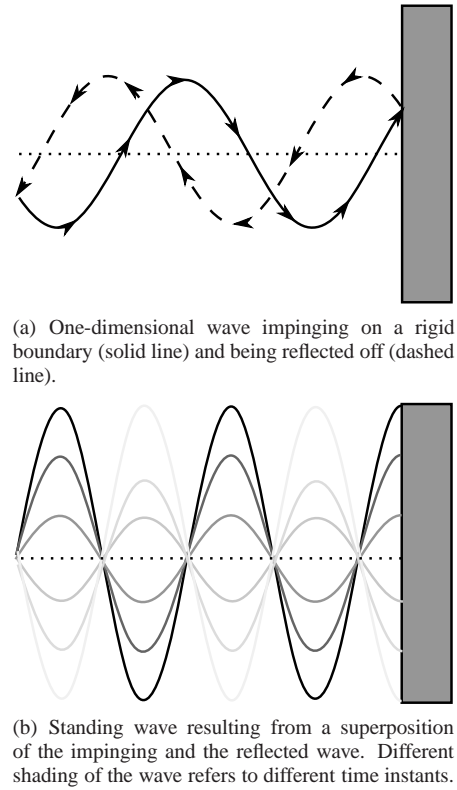 (a) One-dimensional wave impinging on a rigid
boundary (solid line) and being reflected off (dashed
line).
(b) Standing wave resulting from a superposition
of the impinging and the reflected wave. Different
shading of the wave refers to different time instants.